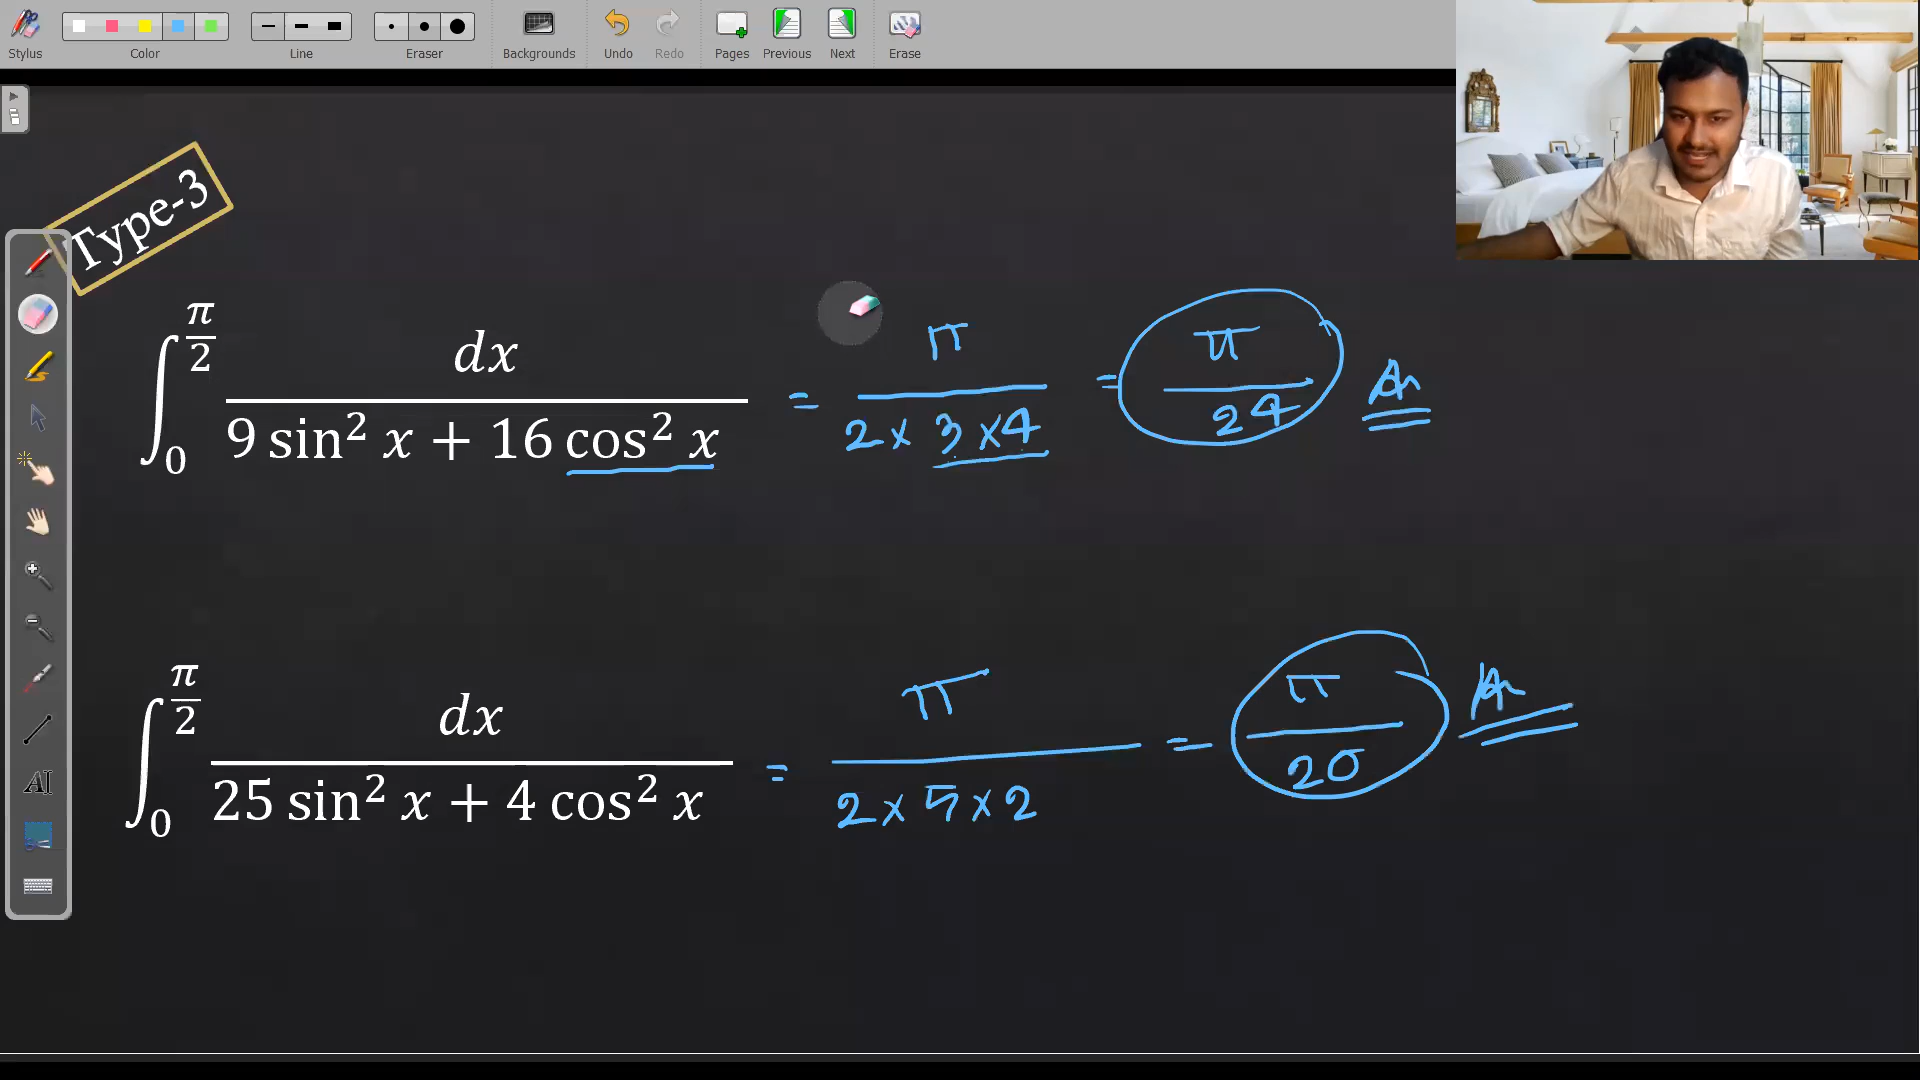 Stylus Color Line Eraser Backgrounds Undo Redo Pages Previous Next Erase
Type-3
∫₀^(π/2) dx / (9 sin² x + 16 cos² x) = π / (2 × 3 × 4) = π / 24 An
∫₀^(π/2) dx / (25 sin² x + 4 cos² x) = π / (2 × 5 × 2) = π / 20 An
AI